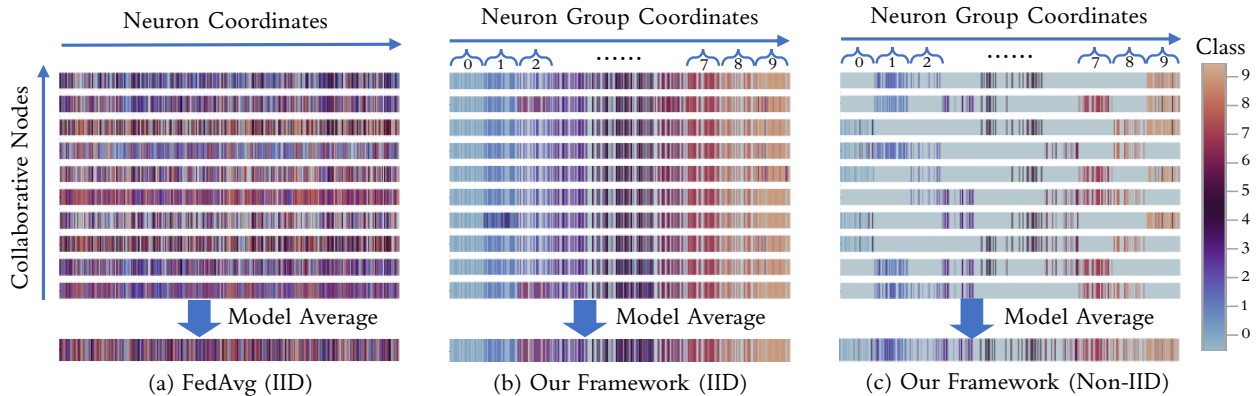 Neuron Coordinates
Neuron Group Coordinates
Neuron Group Coordinates
0 1 2 ...... 7 8 9
0 1 2 ...... 7 8 9
Class
9
8
7
6
5
4
3
2
1
0
Collaborative Nodes
Model Average
Model Average
Model Average
(a) FedAvg (IID)
(b) Our Framework (IID)
(c) Our Framework (Non-IID)